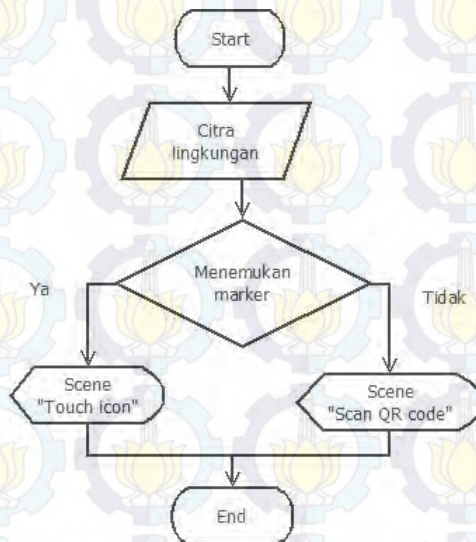 Start
Citra
lingkungan
Menemukan
marker
Ya
Tidak
Scene
"Touch icon"
Scene
"Scan QR code"
End